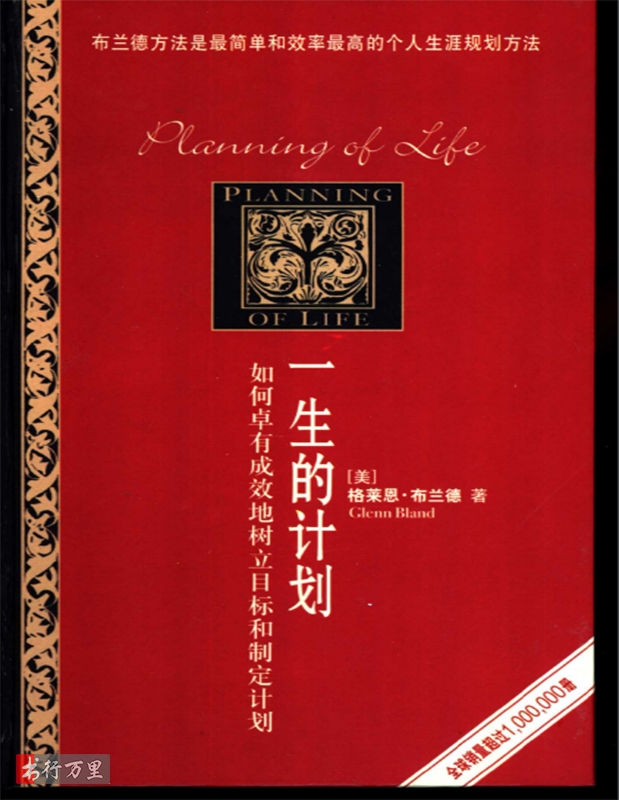 布兰德方法是最简单和效率最高的个人生涯规划方法
Planning of Life
PLANNING
OF LIFE
一生的计划
如何卓有成效地树立目标和制定计划
[美]
格莱恩·布兰德 著
Glenn Bland
全球销量超过1,000,000册
书行万里